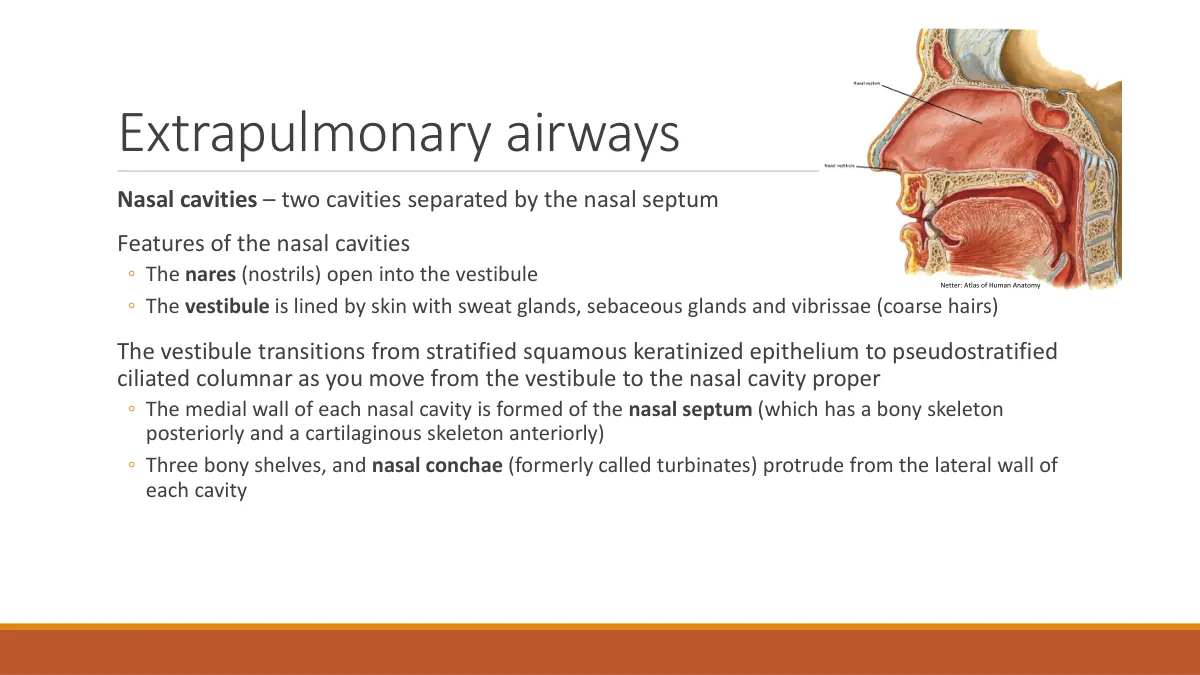 Nasal septum
Extrapulmonary airways
Nasal vestibule
Nasal cavities – two cavities separated by the nasal septum
Features of the nasal cavities
◦ The nares (nostrils) open into the vestibule
Netter: Atlas of Human Anatomy
◦ The vestibule is lined by skin with sweat glands, sebaceous glands and vibrissae (coarse hairs)
The vestibule transitions from stratified squamous keratinized epithelium to pseudostratified
ciliated columnar as you move from the vestibule to the nasal cavity proper
◦ The medial wall of each nasal cavity is formed of the nasal septum (which has a bony skeleton
posteriorly and a cartilaginous skeleton anteriorly)
◦ Three bony shelves, and nasal conchae (formerly called turbinates) protrude from the lateral wall of
each cavity